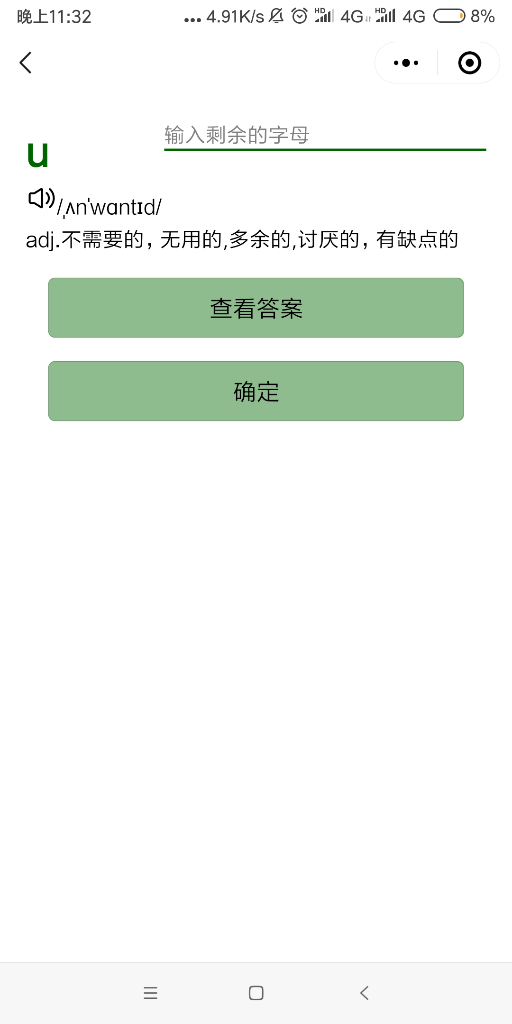 晚上11:32 ... 4.91K/s HD 4G HD 4G 8%
输入剩余的字母
u
/ˌʌnˈwɑntɪd/
adj.不需要的，无用的,多余的,讨厌的，有缺点的
查看答案
确定